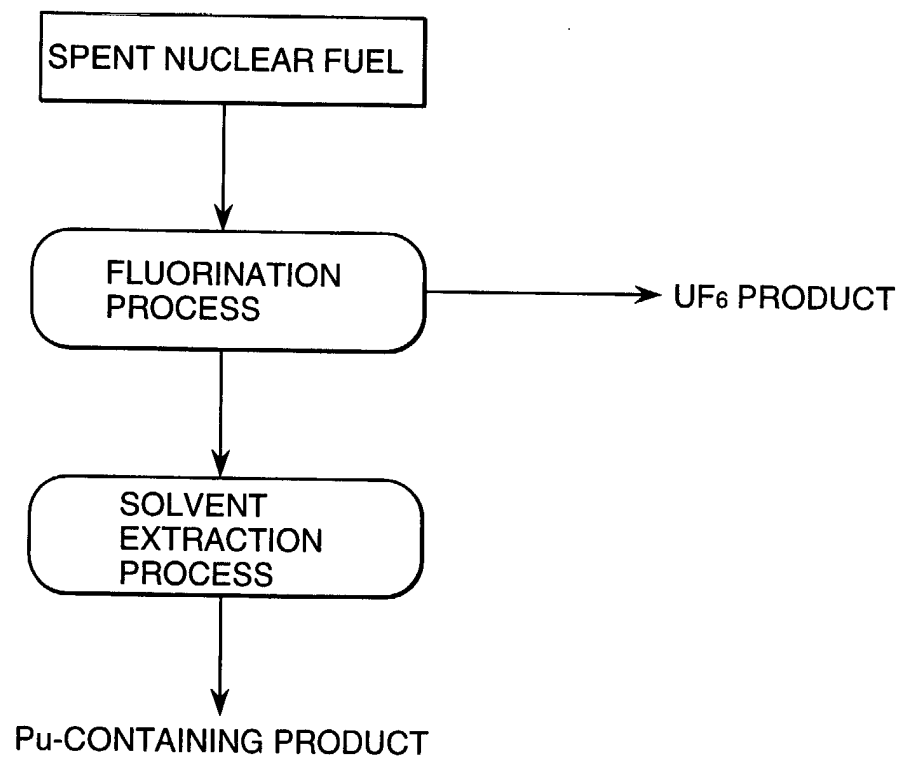 SPENT NUCLEAR FUEL
FLUORINATION
PROCESS
UF6 PRODUCT
SOLVENT
EXTRACTION
PROCESS
Pu-CONTAINING PRODUCT